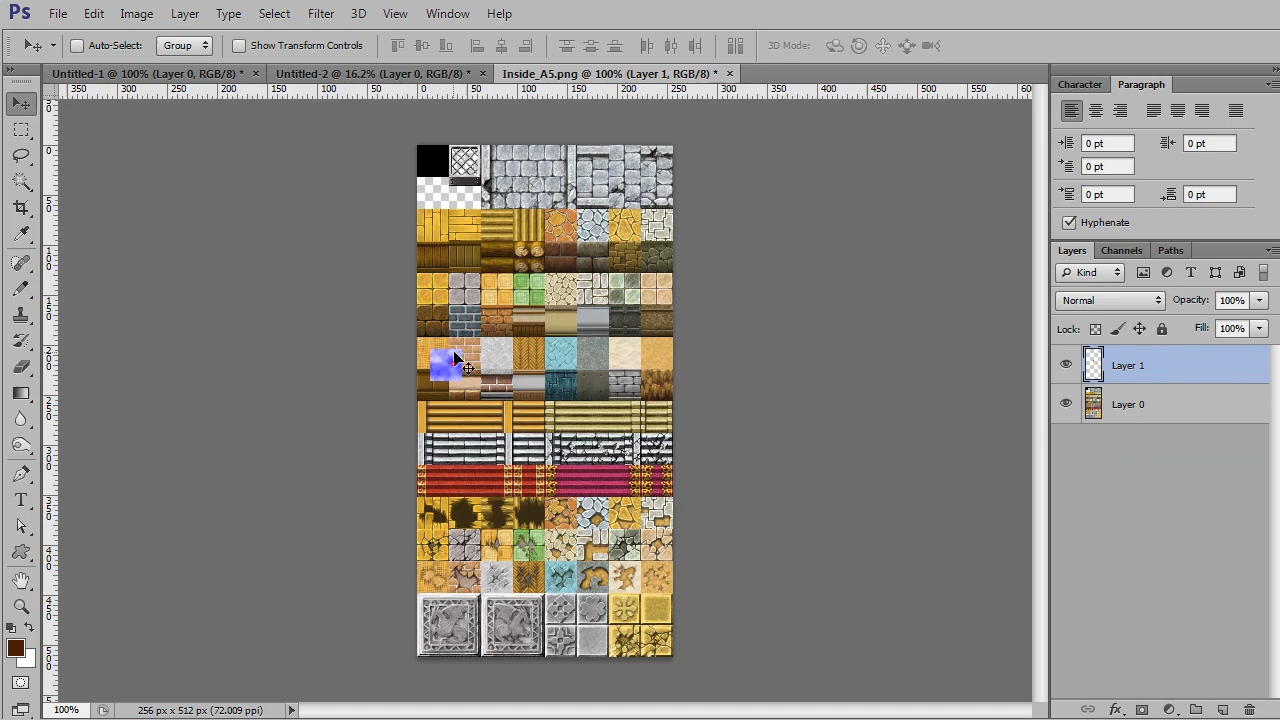 Ps File Edit Image Layer Type Select Filter 3D View Window Help
Auto-Select: Group Show Transform Controls 3D Mode:
Untitled-1 @ 100% (Layer 0, RGB/8) * × Untitled-2 @ 16.2% (Layer 0, RGB/8) * × Inside_A5.png @ 100% (Layer 1, RGB/8) * ×
350 300 250 200 150 100 50 0 50 100 150 200 250 300 350 400 450 500 550
Character Paragraph
0 pt 0 pt
0 pt
0 pt 0 pt
Hyphenate
Layers Channels Paths
Kind
Normal Opacity: 100%
Lock: Fill: 100%
Layer 1
Layer 0
T
fx
100% 256 px x 512 px (72.009 ppi)